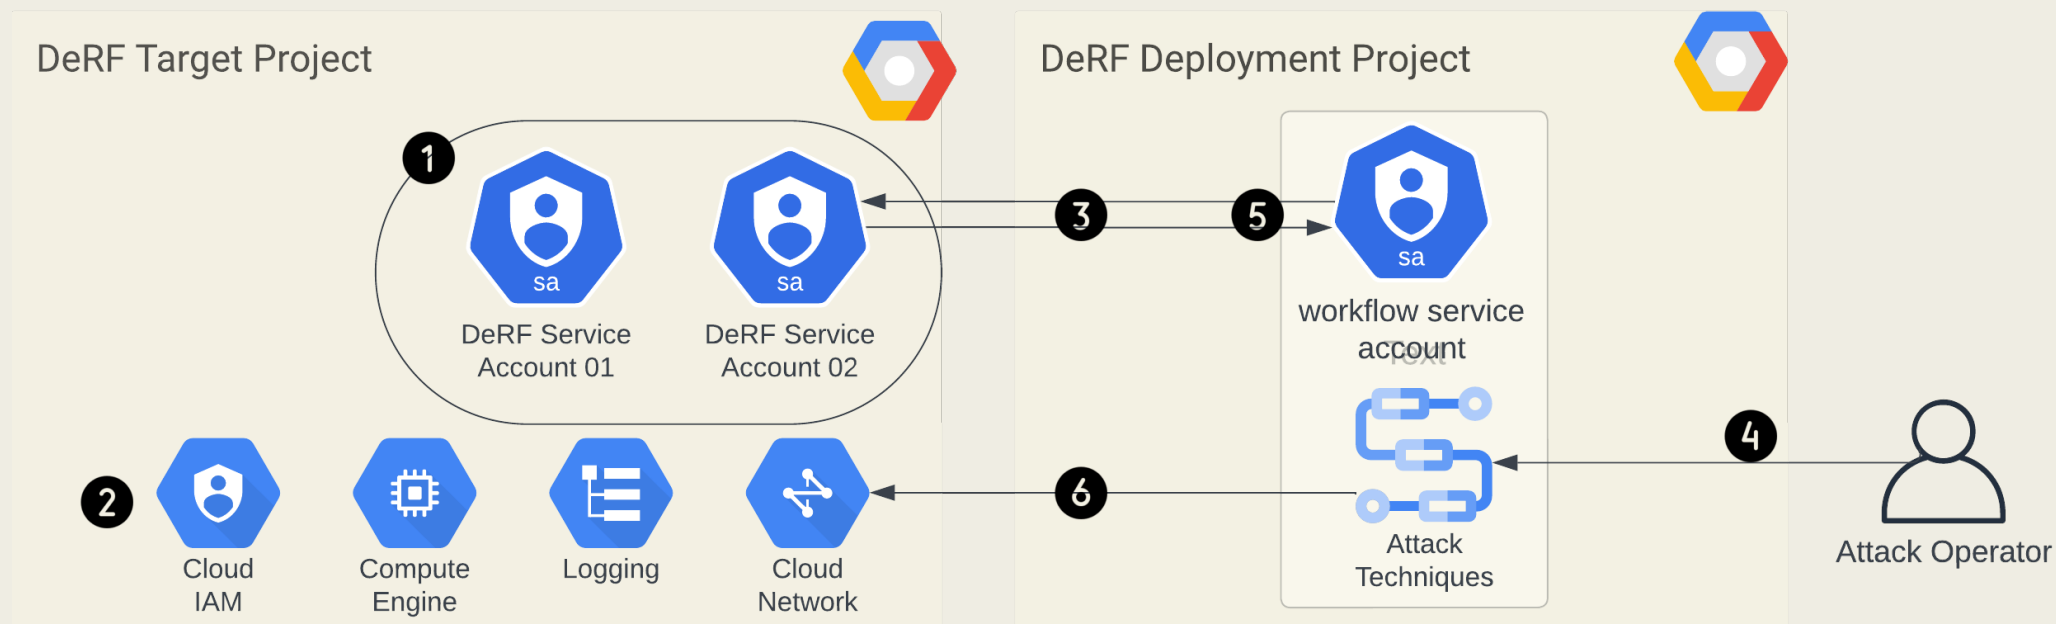 DeRF Target Project
DeRF Deployment Project
1
sa
sa
DeRF Service
Account 01
DeRF Service
Account 02
3
5
sa
workflow service
account
Text
2
Cloud
IAM
Compute
Engine
Logging
Cloud
Network
6
Attack
Techniques
4
Attack Operator